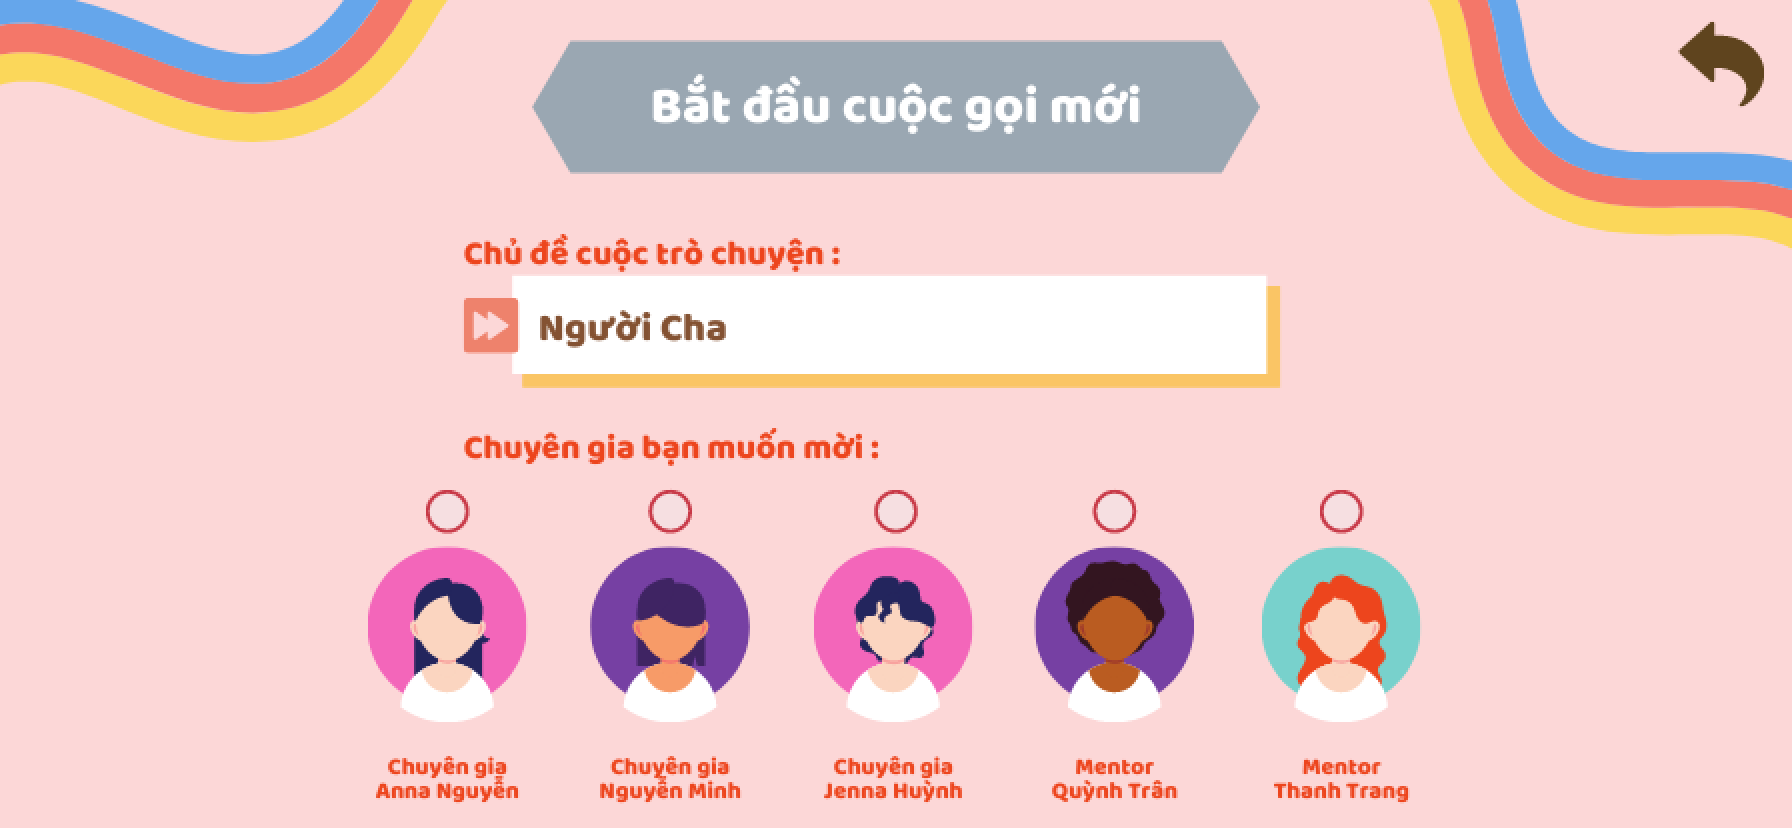 Bắt đầu cuộc gọi mới
Chủ đề cuộc trò chuyện :
Người Cha
Chuyên gia bạn muốn mời :
Chuyên gia
Anna Nguyễn
Chuyên gia
Nguyễn Minh
Chuyên gia
Jenna Huỳnh
Mentor
Quỳnh Trân
Mentor
Thanh Trang